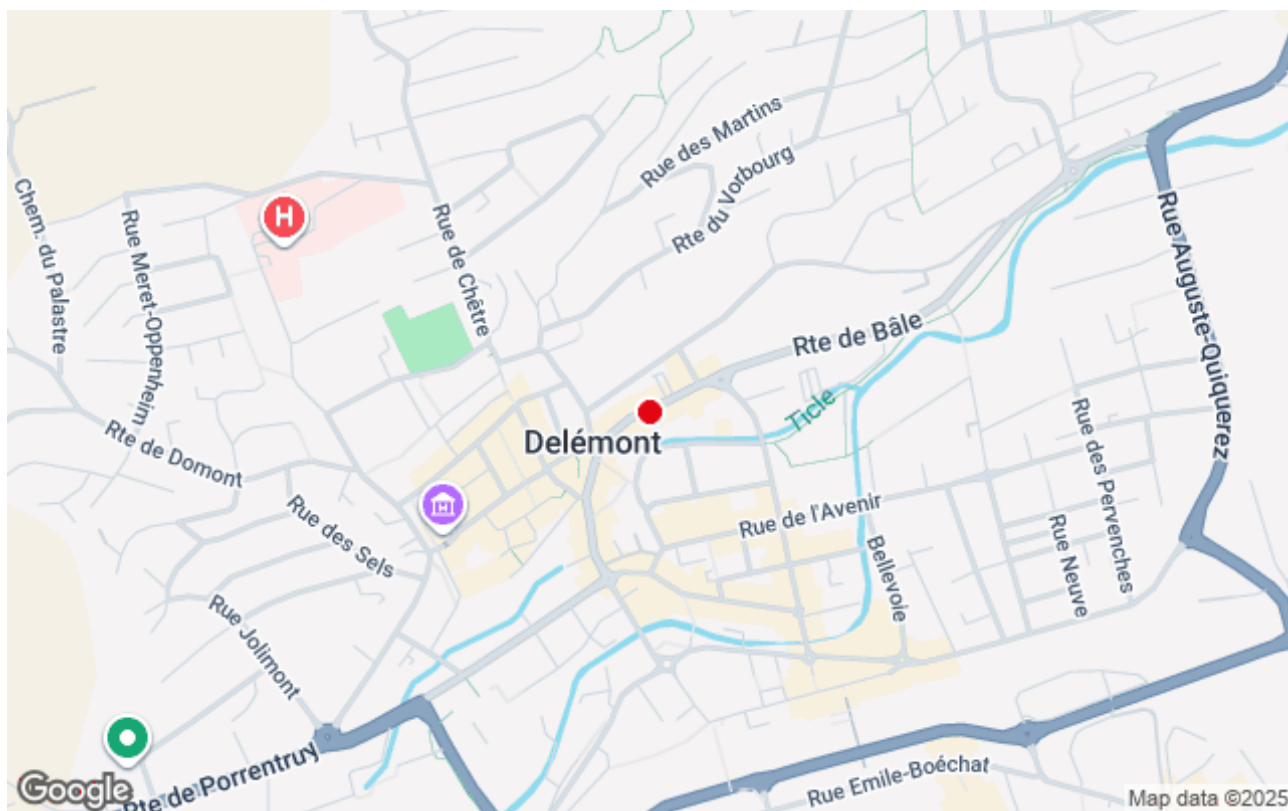 Rue des Martins
Rte du Vorbourg
Chem. du Palastre
Rue Meret-Oppenheim
H
Rue de Chêtre
Rue Auguste-Quiquerez
Rte de Bâle
Ticle
Delémont
Rte de Domont
Rue des Pervenches
Rue de l'Avenir
Rue des Sels
Bellevoie
Rue Neuve
Rue Jolimont
Rte de Porrentruy
Rue Emile-Boéchat
Google
Map data ©2025